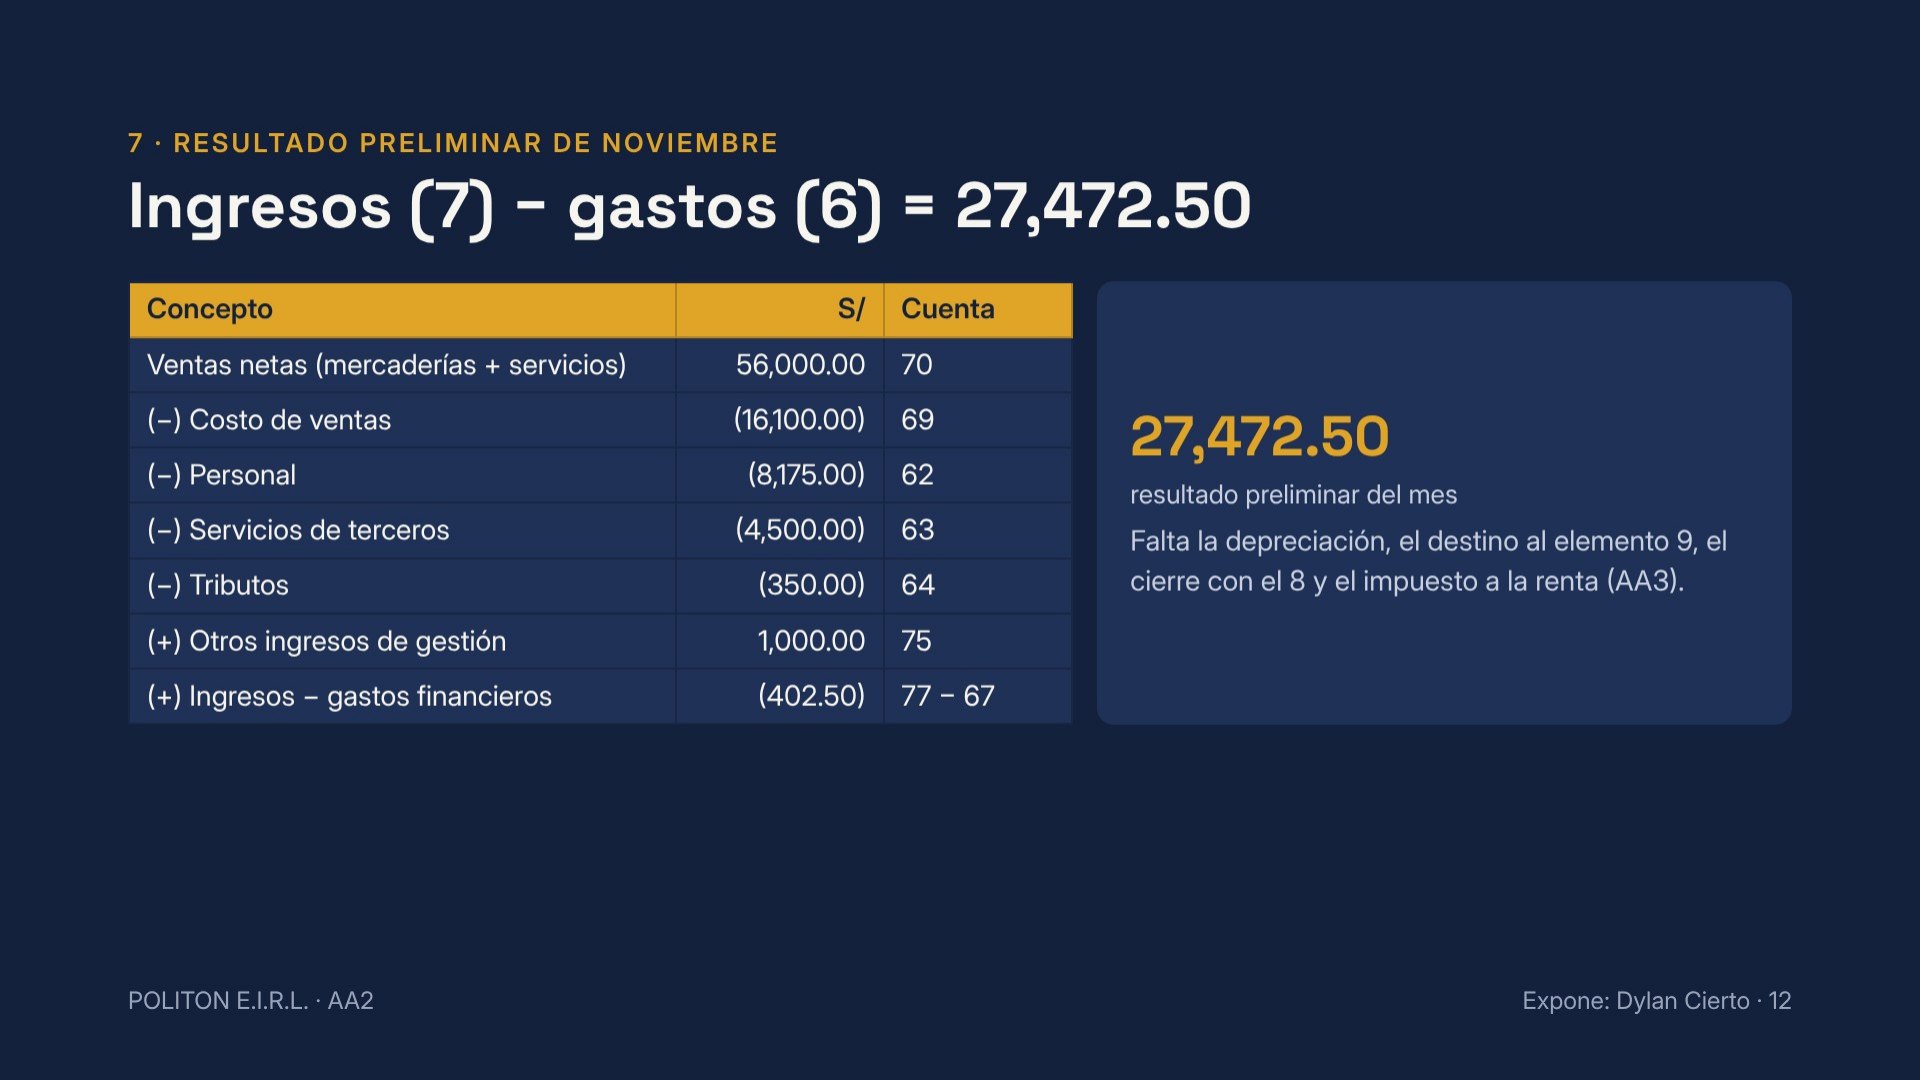 7 · RESULTADO PRELIMINAR DE NOVIEMBRE
Ingresos (7) − gastos (6) = 27,472.50
Concepto S/ Cuenta
Ventas netas (mercaderías + servicios) 56,000.00 70
(−) Costo de ventas (16,100.00) 69
(−) Personal (8,175.00) 62
(−) Servicios de terceros (4,500.00) 63
(−) Tributos (350.00) 64
(+) Otros ingresos de gestión 1,000.00 75
(+) Ingresos − gastos financieros (402.50) 77 − 67
27,472.50
resultado preliminar del mes
Falta la depreciación, el destino al elemento 9, el
cierre con el 8 y el impuesto a la renta (AA3).
POLITON E.I.R.L. · AA2
Expone: Dylan Cierto · 12